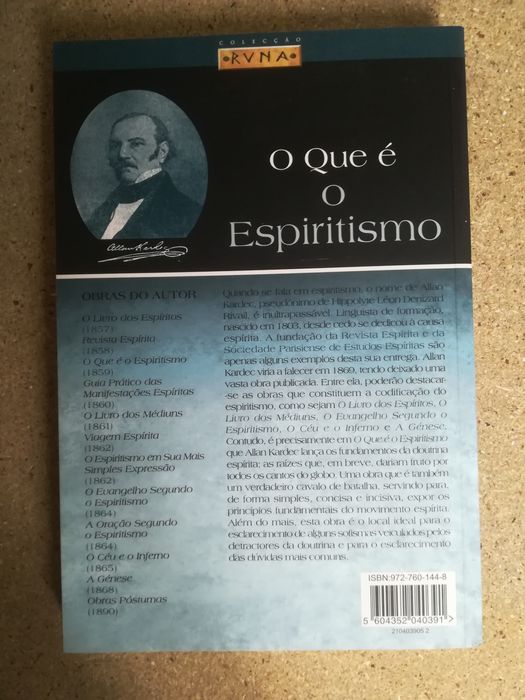 COLECÇÃO
RVNA
Allan Kardec
O Que é
O
Espiritismo
OBRAS DO AUTOR
O Livro dos Espíritos
(1857)
Revista Espírita
(1858)
O Que é o Espiritismo
(1859)
Guia Prático das
Manifestações Espíritas
(1860)
O Livro dos Médiuns
(1861)
Viagem Espírita
(1862)
O Espiritismo em Sua Mais
Simples Expressão
(1862)
O Evangelho Segundo
o Espiritismo
(1864)
A Oração Segundo
o Espiritismo
(1864)
O Céu e o Inferno
(1865)
A Génese
(1868)
Obras Póstumas
(1890)
Quando se fala em espiritismo, o nome de Allan
Kardec, pseudónimo de Hippolyte Léon Denizard
Rivail, é inultrapassável. Linguista de formação,
nascido em 1803, desde cedo se dedicou à causa
espírita. A fundação da Revista Espírita e da
Sociedade Parisiense de Estudos Espíritas são
apenas alguns exemplos desta sua entrega. Allan
Kardec viria a falecer em 1869, tendo deixado uma
vasta obra publicada. Entre ela, poderão destacar-
se as obras que constituem a codificação do
espiritismo, como sejam O Livro dos Espíritos, O
Livro dos Médiuns, O Evangelho Segundo o
Espiritismo, O Céu e o Inferno e A Génese.
Contudo, é precisamente em O Que é o Espiritismo
que Allan Kardec lança os fundamentos da doutrina
espírita: as raízes que, em breve, dariam fruto por
todos os cantos do globo. Uma obra que é também
um verdadeiro cavalo de batalha, servindo para,
de forma simples, concisa e incisiva, expor os
princípios fundamentais do movimento espírita.
Além do mais, esta obra é o local ideal para o
esclarecimento de alguns sofismas veiculados pelos
detractores da doutrina e para o esclarecimento
das dúvidas mais comuns.
ISBN:972-760-144-8
5 604352 040391 >
210403905 2